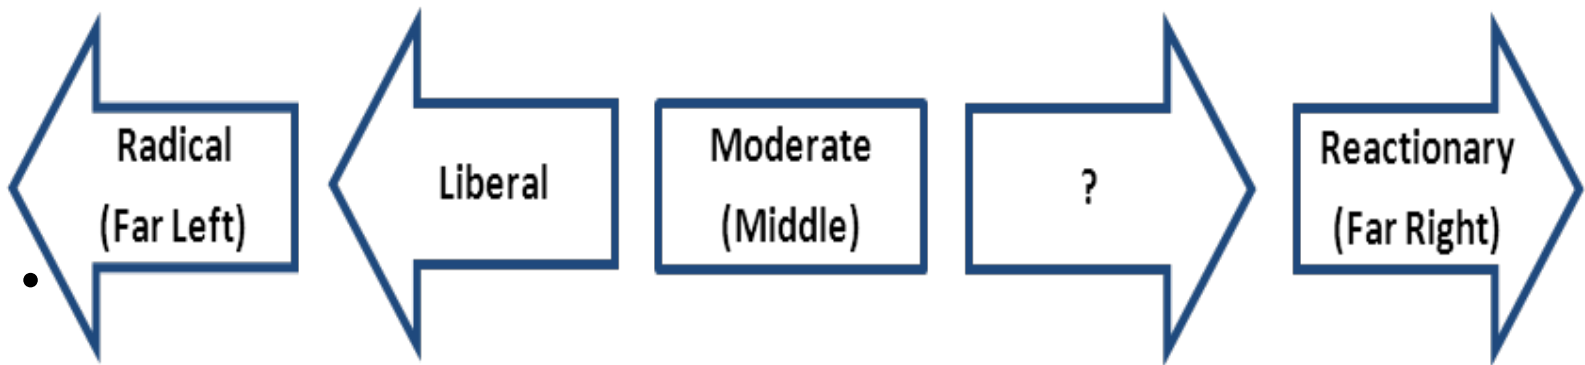 Radical
(Far Left)
Liberal
Moderate
(Middle)
?
Reactionary
(Far Right)